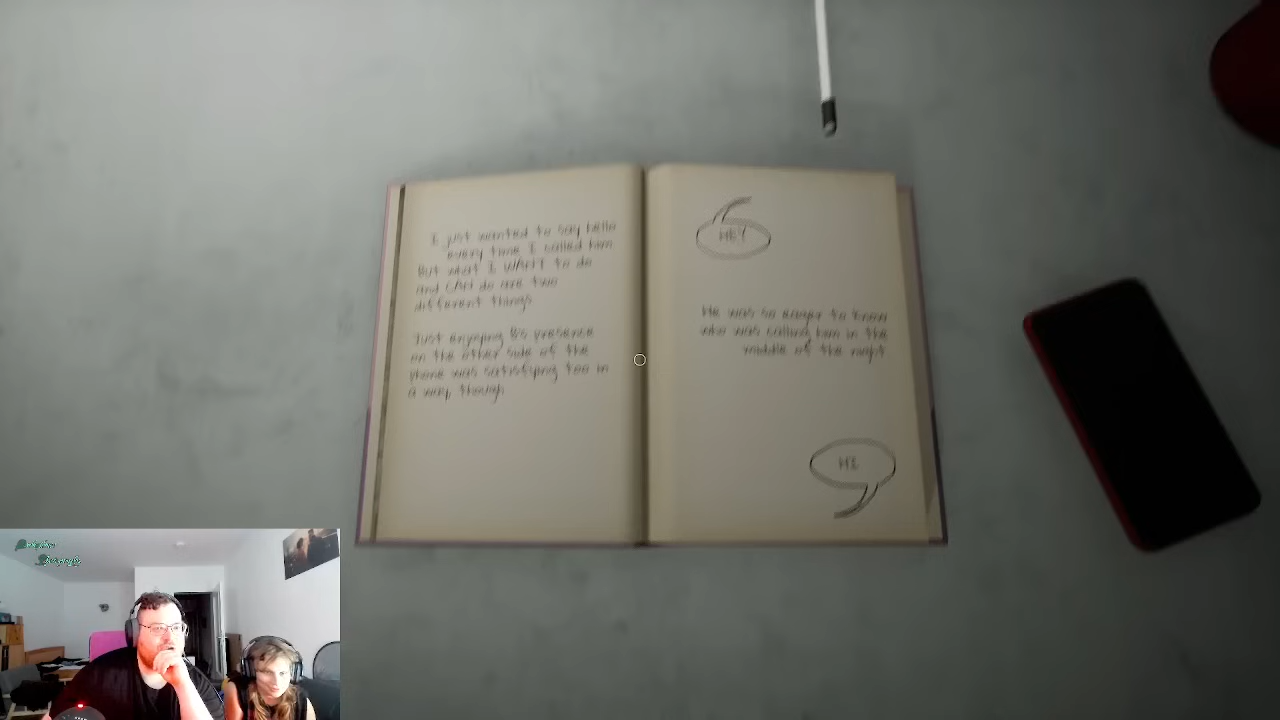 I just wanted to say hello
every time I called him
But what I WANT to do
and CAN do are two
different things
Just enjoying B's presence
on the other side of the
phone was satisfying too in
a way, though
HEY
He was so eager to know
who was calling him in the
middle of the night
HI